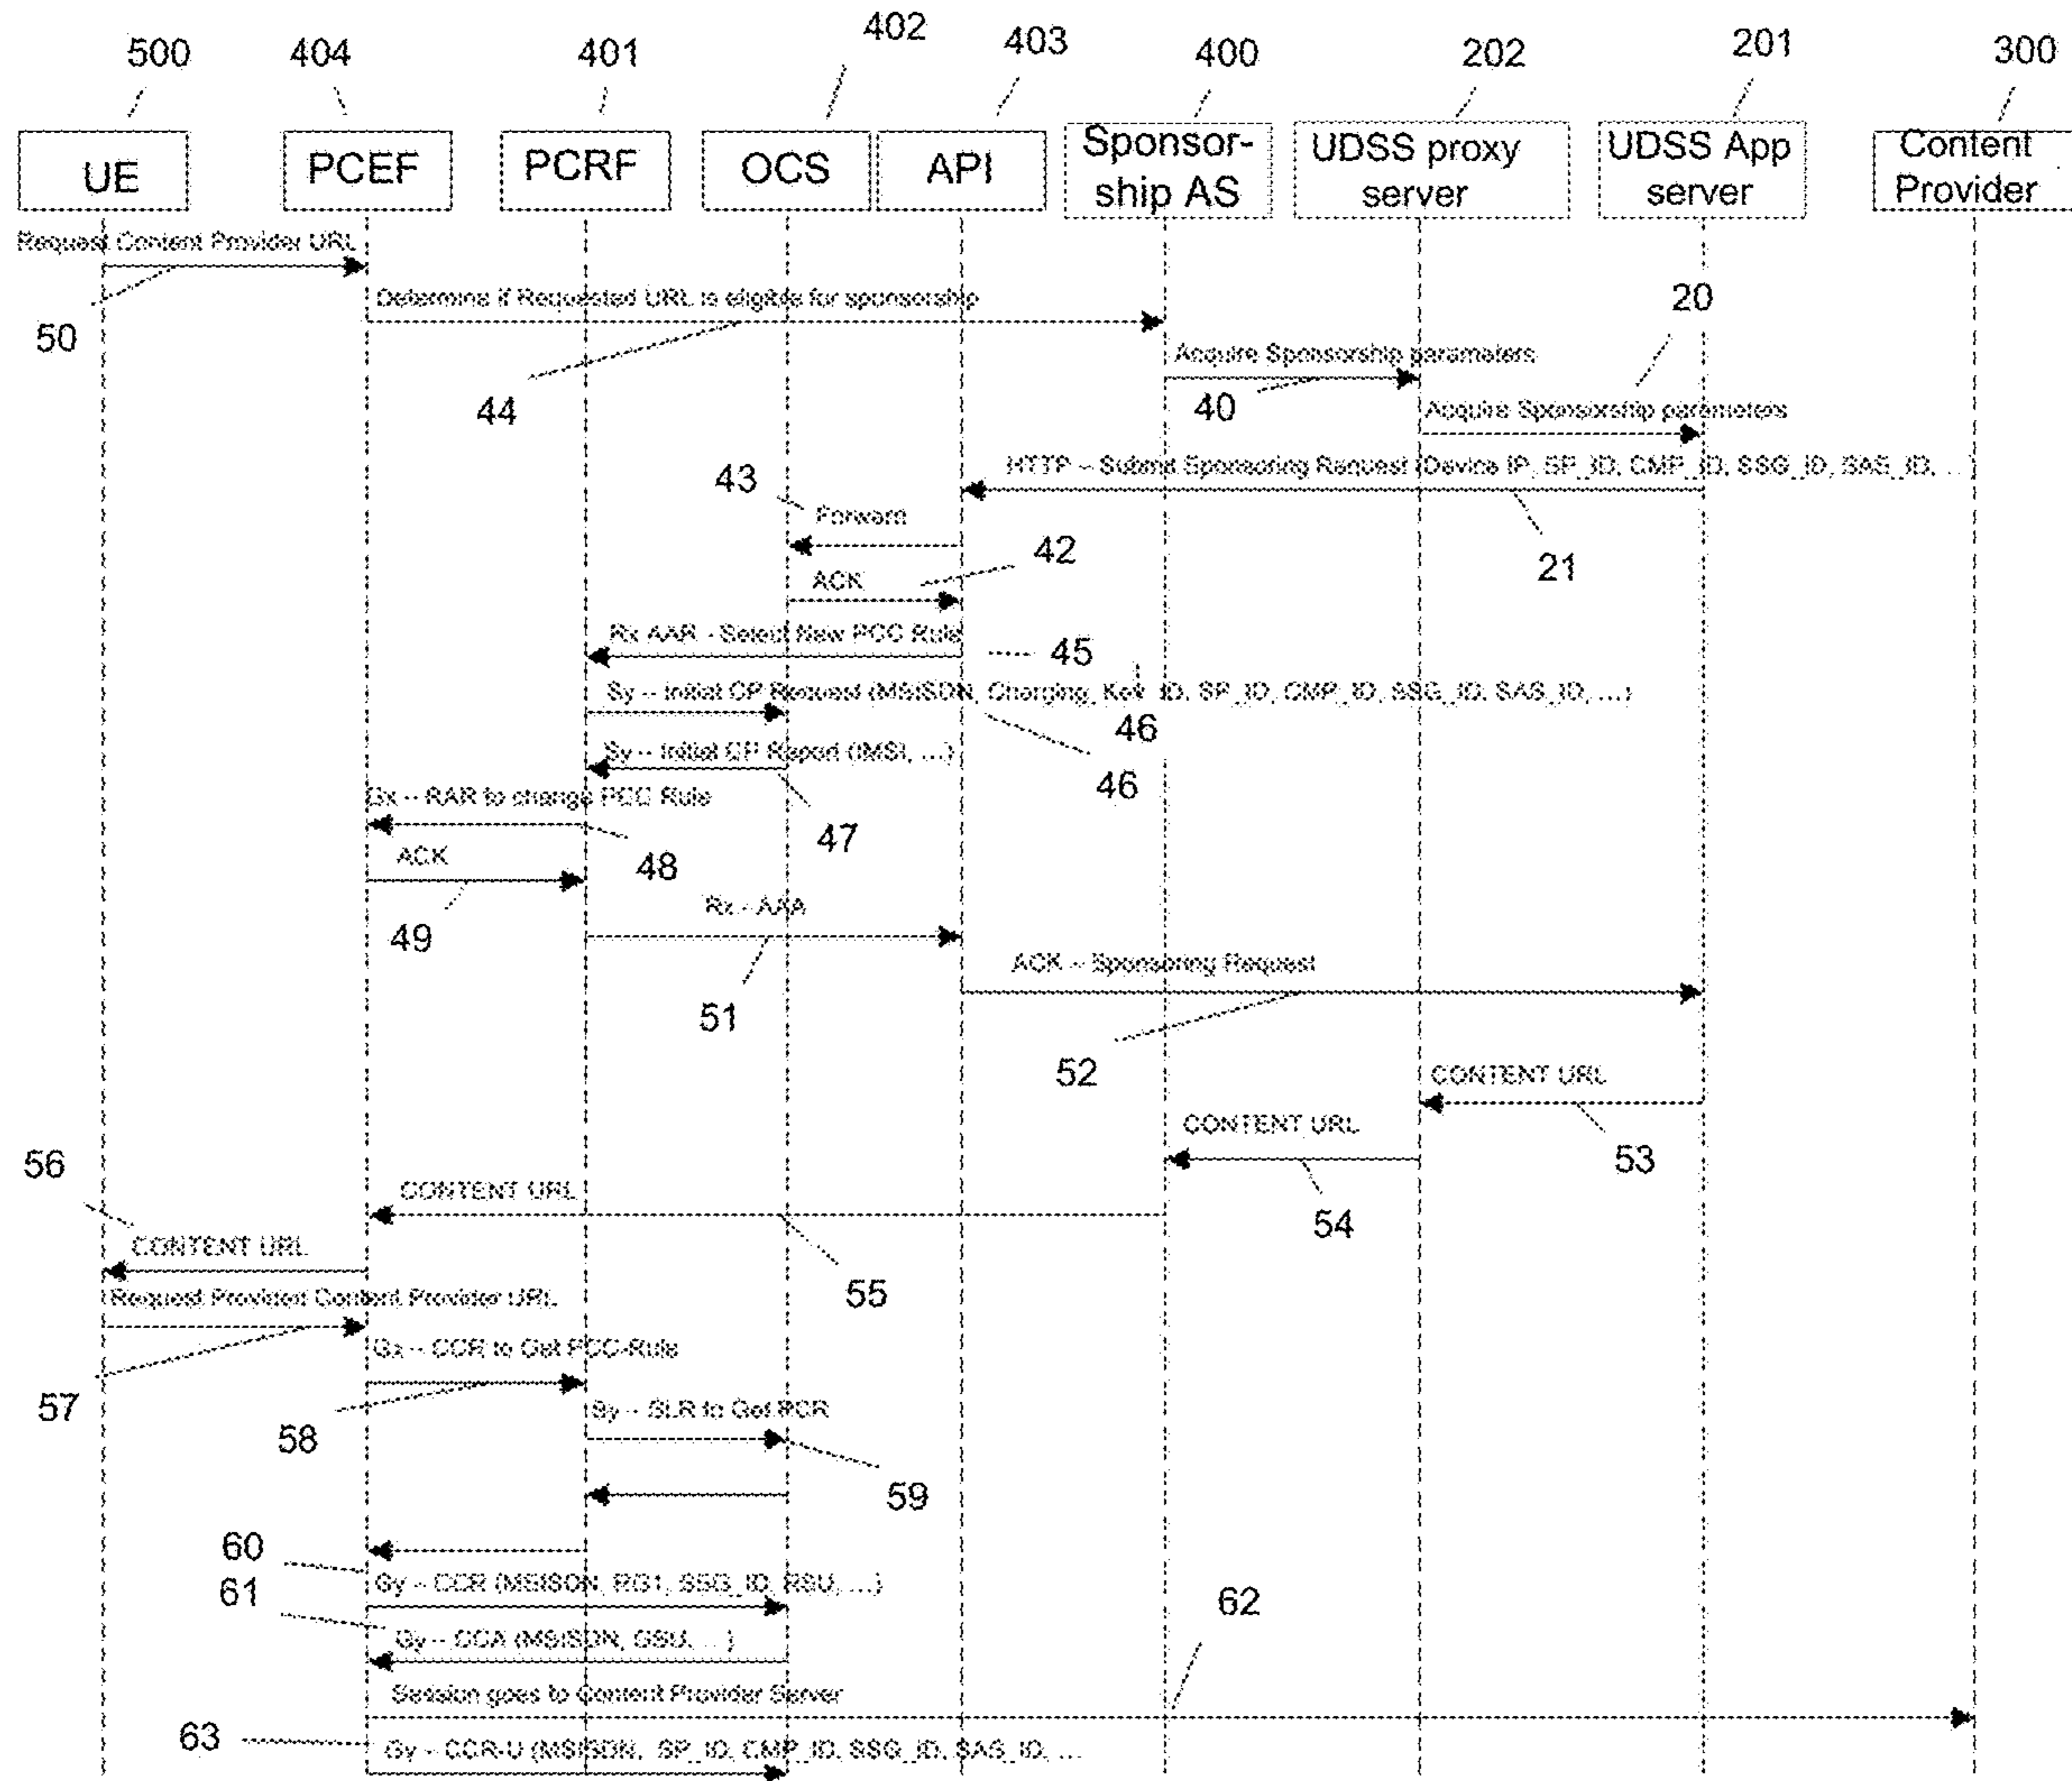 500
404
401
402
403
400
202
201
300
UE
PCEF
PCRF
OCS
API
Sponsor-
ship AS
UDSS proxy
server
UDSS App
server
Content
Provider
Request Content Provider URL
50
Determine if Requested URL is eligible for sponsorship
44
20
Acquire Sponsorship parameters
40
Acquire Sponsorship parameters
HTTP -- Submit Sponsoring Request (Device IP, SP_ID, CMP_ID, SSG_ID, SAS_ID, ...
21
43
Forward
42
ACK
Rx AAR - Select New PCC Rule
45
Sy -- Initial CP Request (MSISDN, Charging, Key_ID, SP_ID, CMP_ID, SSG_ID, SAS_ID, ...)
46
46
Sy -- Initial CP Report (IMSI, ...)
47
Gx -- RAR to change PCC Rule
48
ACK
49
Rx - AAA
51
ACK -- Sponsoring Request
52
CONTENT URL
53
CONTENT URL
54
CONTENT URL
55
56
CONTENT URL
Request Provided Content Provider URL
57
Gx -- CCR to Get PCC-Rule
58
Sy -- SLR to Get PCR
59
60
Gy -- CCR (MSISDN, RG1, SSG_ID, RSU, ...)
61
Gy -- CCA (MSISDN, GSU, ...)
62
Session goes to Content Provider Server
63
Gy -- CCR-U (MSISDN, SP_ID, CMP_ID, SSG_ID, SAS_ID, ...